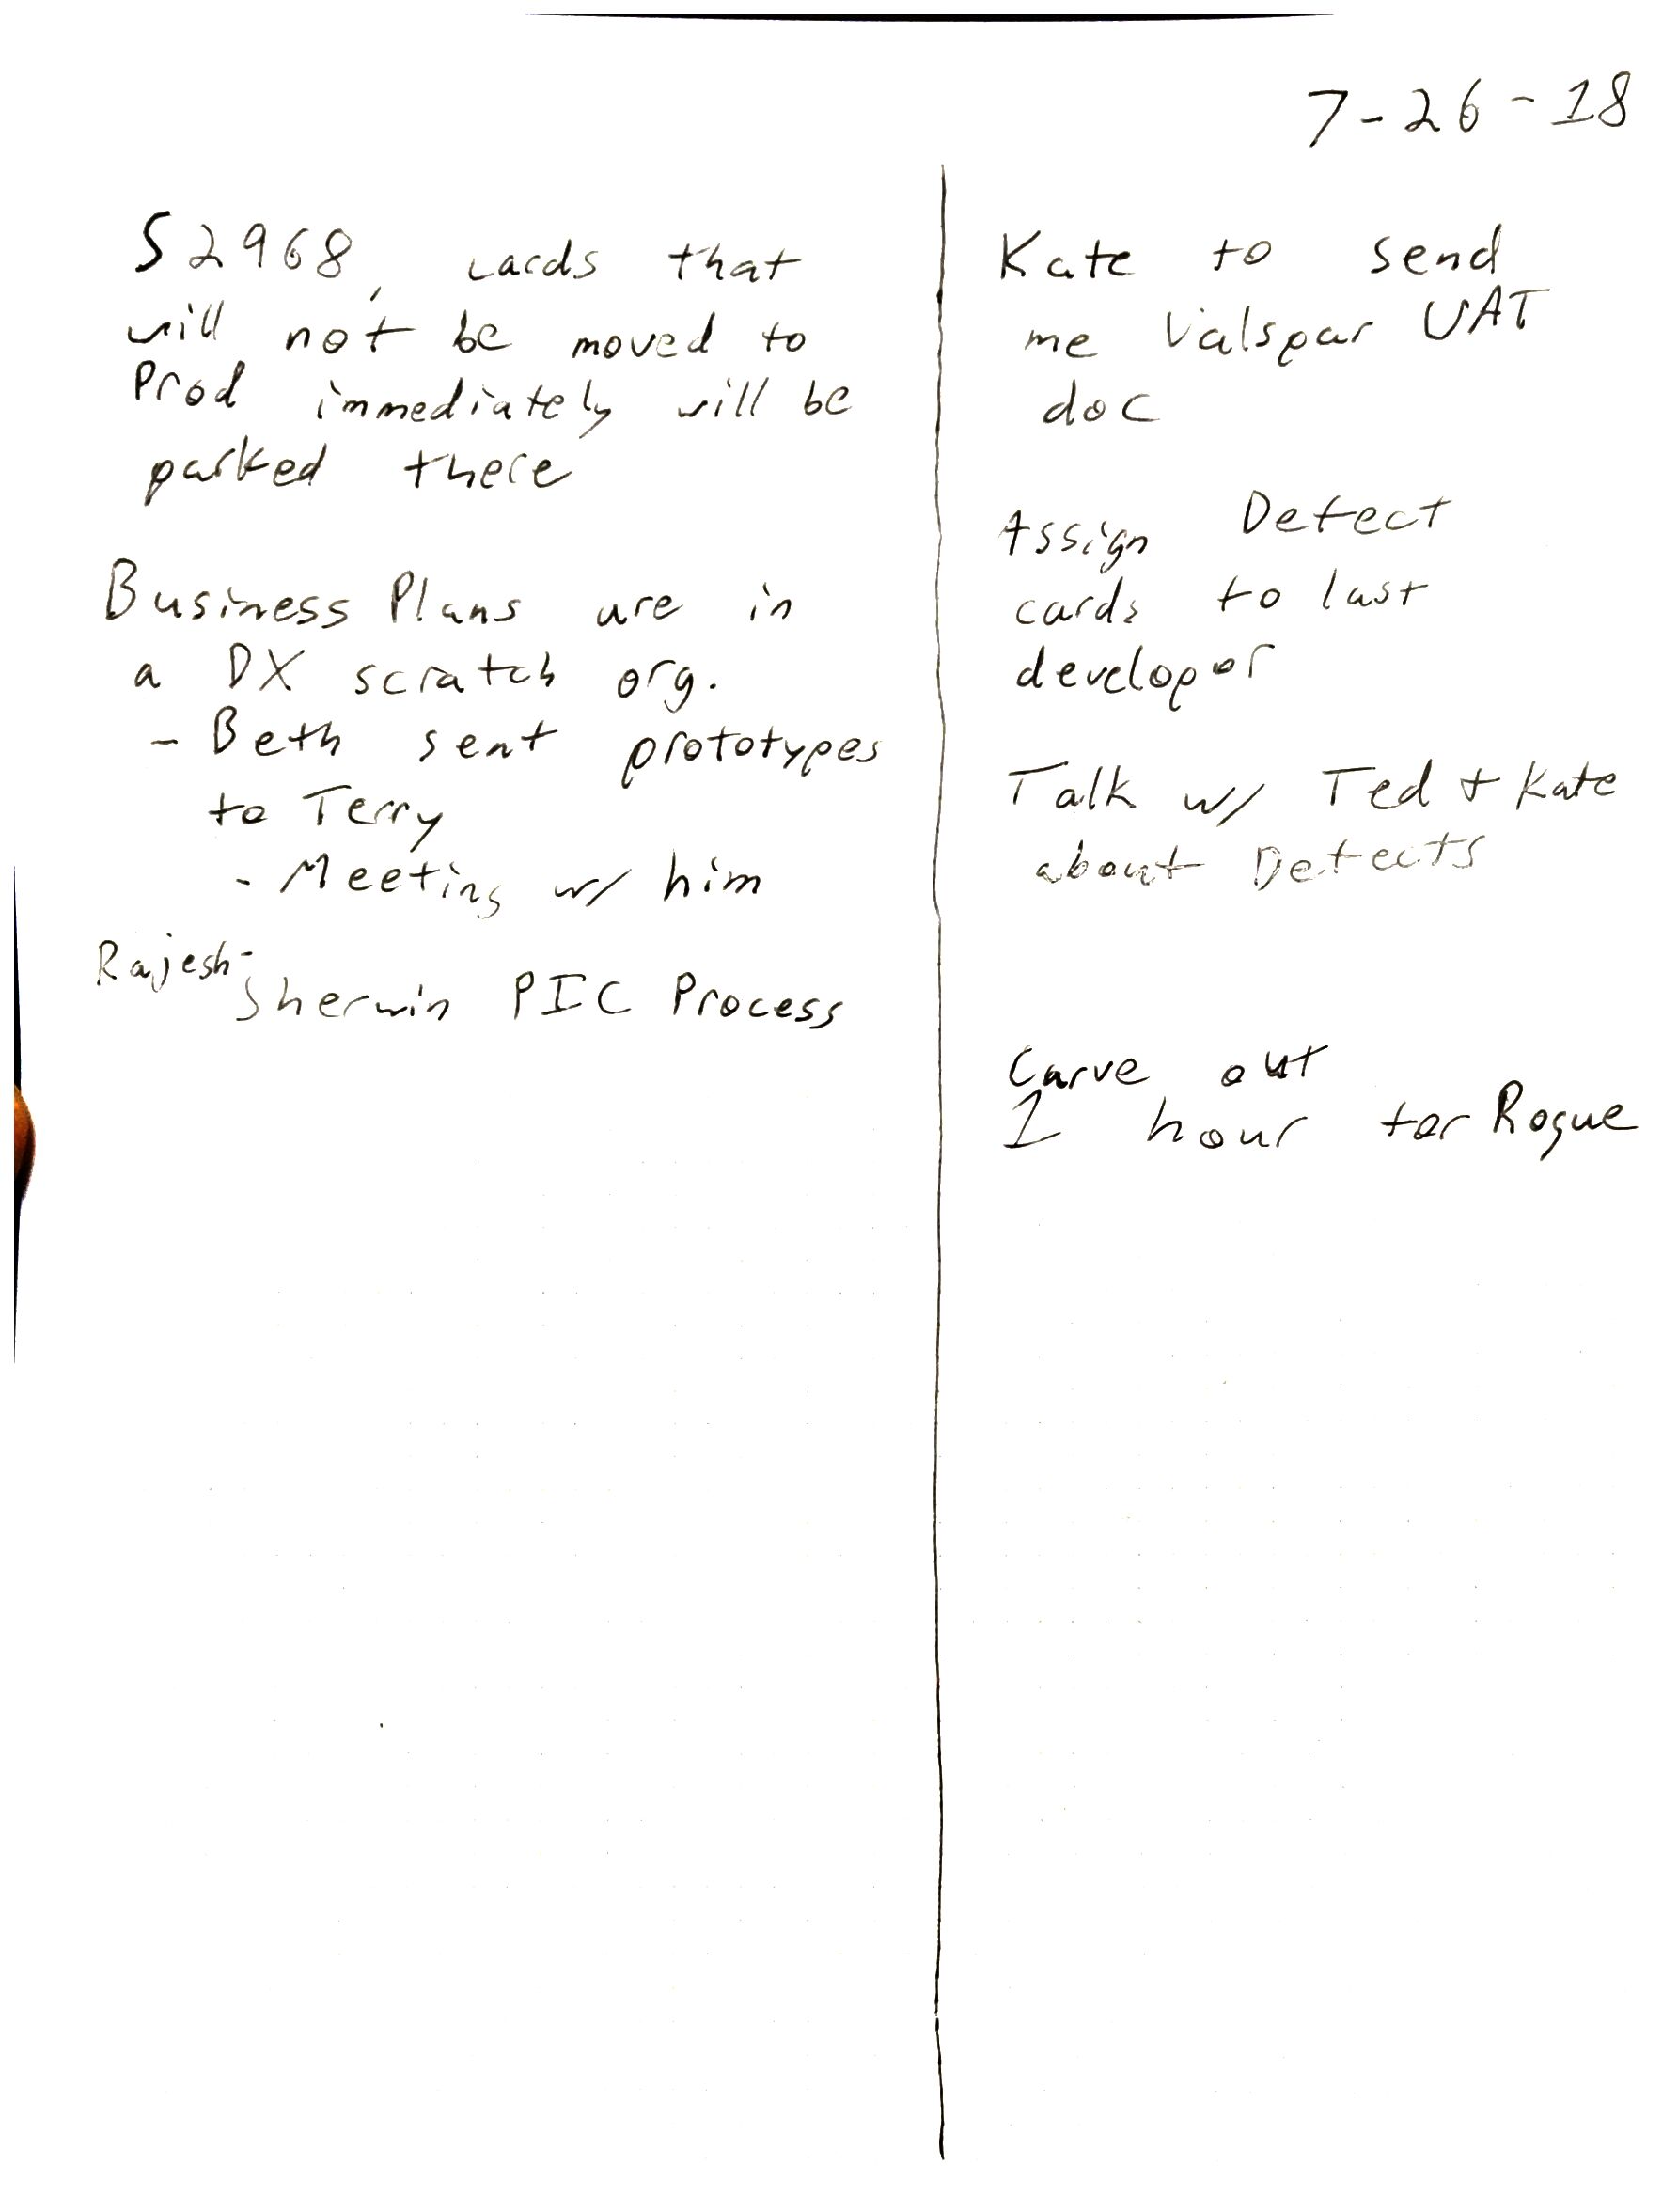 7-26-18
S2968, cards that
will not be moved to
Prod immediately will be
parked there
Business Plans are in
a DX scratch org.
- Beth sent prototypes
to Terry
- Meeting w/ him
Rajesh-
Sherwin PIC Process
Kate to send
me Valspar UAT
doc
Assign Defect
cards to last
developer
Talk w/ Ted + Kate
about Defects
Carve out
1 hour for Rogue